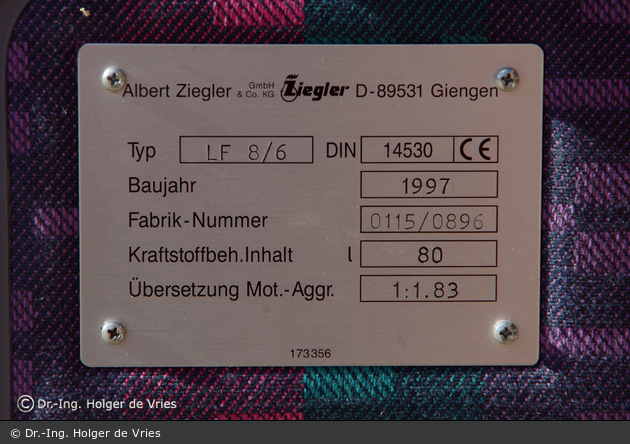 Albert Ziegler GmbH & Co. KG Ziegler D-89531 Giengen
Typ LF 8/6 DIN 14530 CE
Baujahr 1997
Fabrik-Nummer 0115/0896
Kraftstoffbeh.Inhalt l 80
Übersetzung Mot.-Aggr. 1:1.83
173356
© Dr.-Ing. Holger de Vries
© Dr.-Ing. Holger de Vries